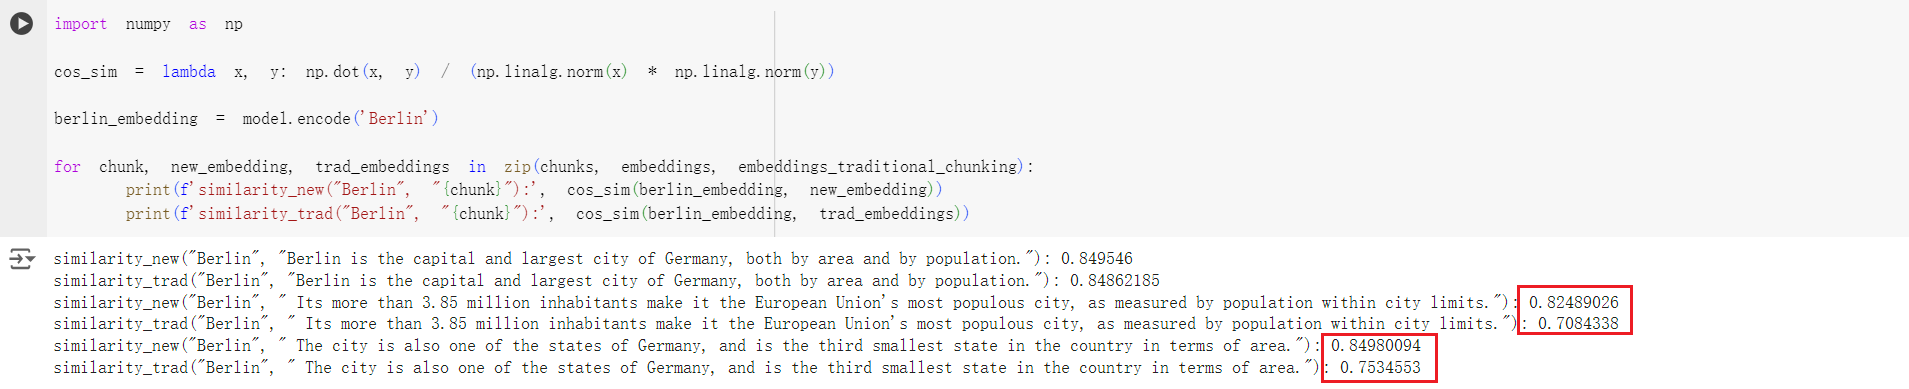 import numpy as np
cos_sim = lambda x, y: np.dot(x, y) / (np.linalg.norm(x) * np.linalg.norm(y))
berlin_embedding = model.encode('Berlin')
for chunk, new_embedding, trad_embeddings in zip(chunks, embeddings, embeddings_traditional_chunking):
print(f'similarity_new("Berlin", "{chunk}"):', cos_sim(berlin_embedding, new_embedding))
print(f'similarity_trad("Berlin", "{chunk}"):', cos_sim(berlin_embedding, trad_embeddings))
similarity_new("Berlin", "Berlin is the capital and largest city of Germany, both by area and by population."): 0.849546
similarity_trad("Berlin", "Berlin is the capital and largest city of Germany, both by area and by population."): 0.84862185
similarity_new("Berlin", " Its more than 3.85 million inhabitants make it the European Union's most populous city, as measured by population within city limits."): 0.82489026
similarity_trad("Berlin", " Its more than 3.85 million inhabitants make it the European Union's most populous city, as measured by population within city limits."): 0.7084338
similarity_new("Berlin", " The city is also one of the states of Germany, and is the third smallest state in the country in terms of area."): 0.84980094
similarity_trad("Berlin", " The city is also one of the states of Germany, and is the third smallest state in the country in terms of area."): 0.7534553